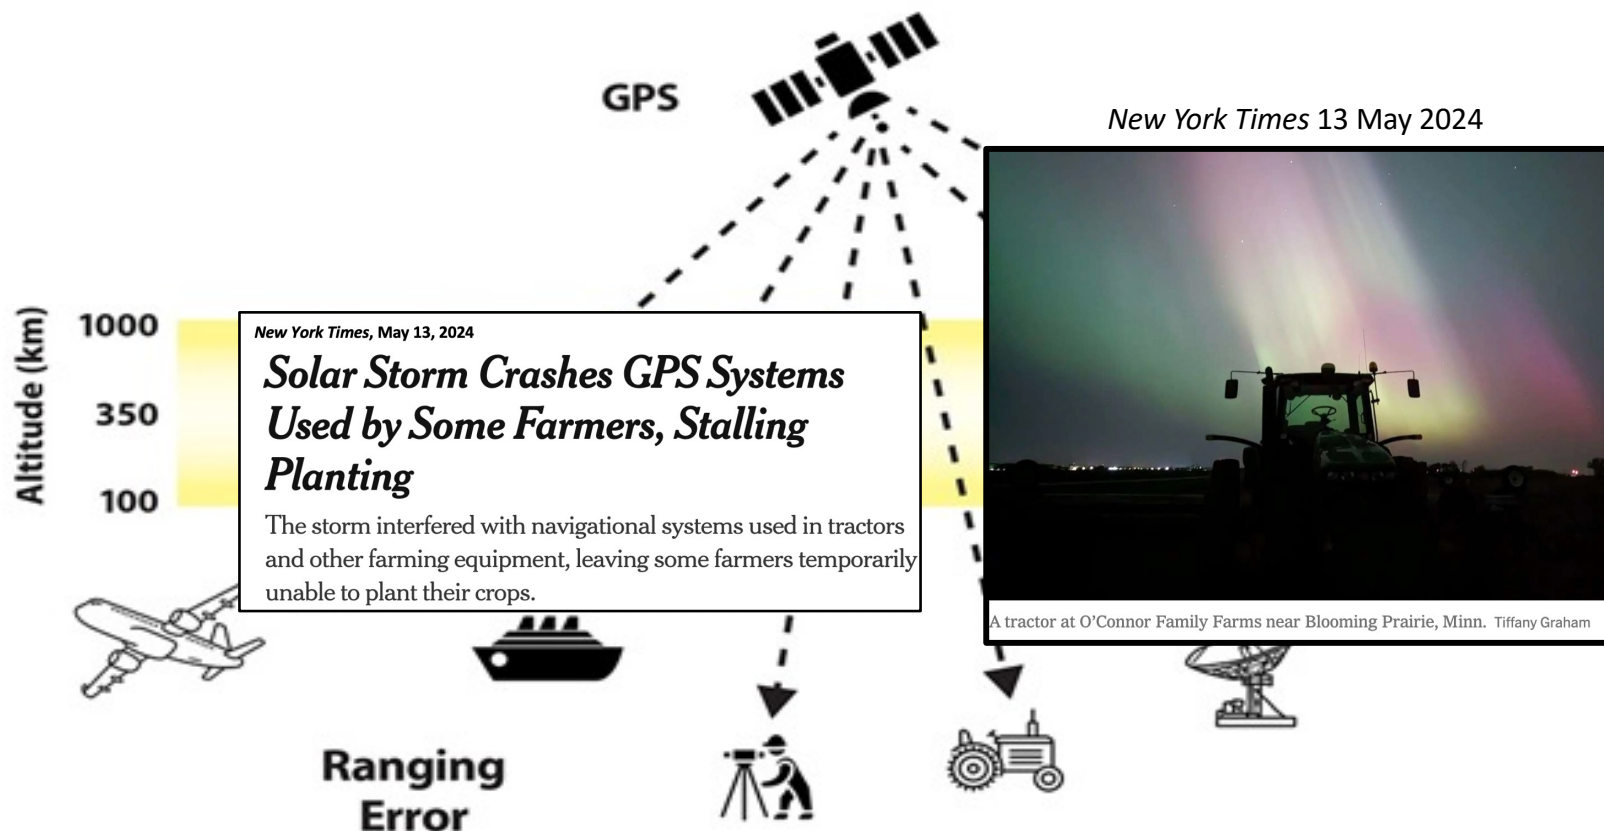 GPS
New York Times 13 May 2024
Altitude (km)
1000
350
100
New York Times, May 13, 2024
Solar Storm Crashes GPS Systems
Used by Some Farmers, Stalling
Planting
The storm interfered with navigational systems used in tractors
and other farming equipment, leaving some farmers temporarily
unable to plant their crops.
A tractor at O’Connor Family Farms near Blooming Prairie, Minn. Tiffany Graham
Ranging
Error